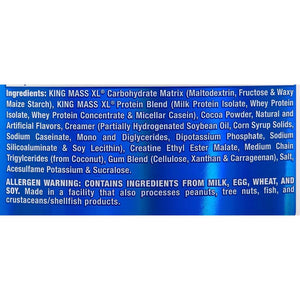 Ingredients: KING MASS XL® Carbohydrate Matrix (Maltodextrin, Fructose & Waxy
Maize Starch), KING MASS XL® Protein Blend (Milk Protein Isolate, Whey Protein
Isolate, Whey Protein Concentrate & Micellar Casein), Cocoa Powder, Natural and
Artificial Flavors, Creamer (Partially Hydrogenated Soybean Oil, Corn Syrup Solids,
Sodium Caseinate, Mono and Diglycerides, Dipotassium Phosphate, Sodium
Silicoaluminate & Soy Lecithin), Creatine Ethyl Ester Malate, Medium Chain
Triglycerides (from Coconut), Gum Blend (Cellulose, Xanthan & Carrageenan), Salt,
Acesulfame Potassium & Sucralose.
ALLERGEN WARNING: CONTAINS INGREDIENTS FROM MILK, EGG, WHEAT, AND
SOY. Made in a facility that also processes peanuts, tree nuts, fish, and
crustaceans/shellfish products.